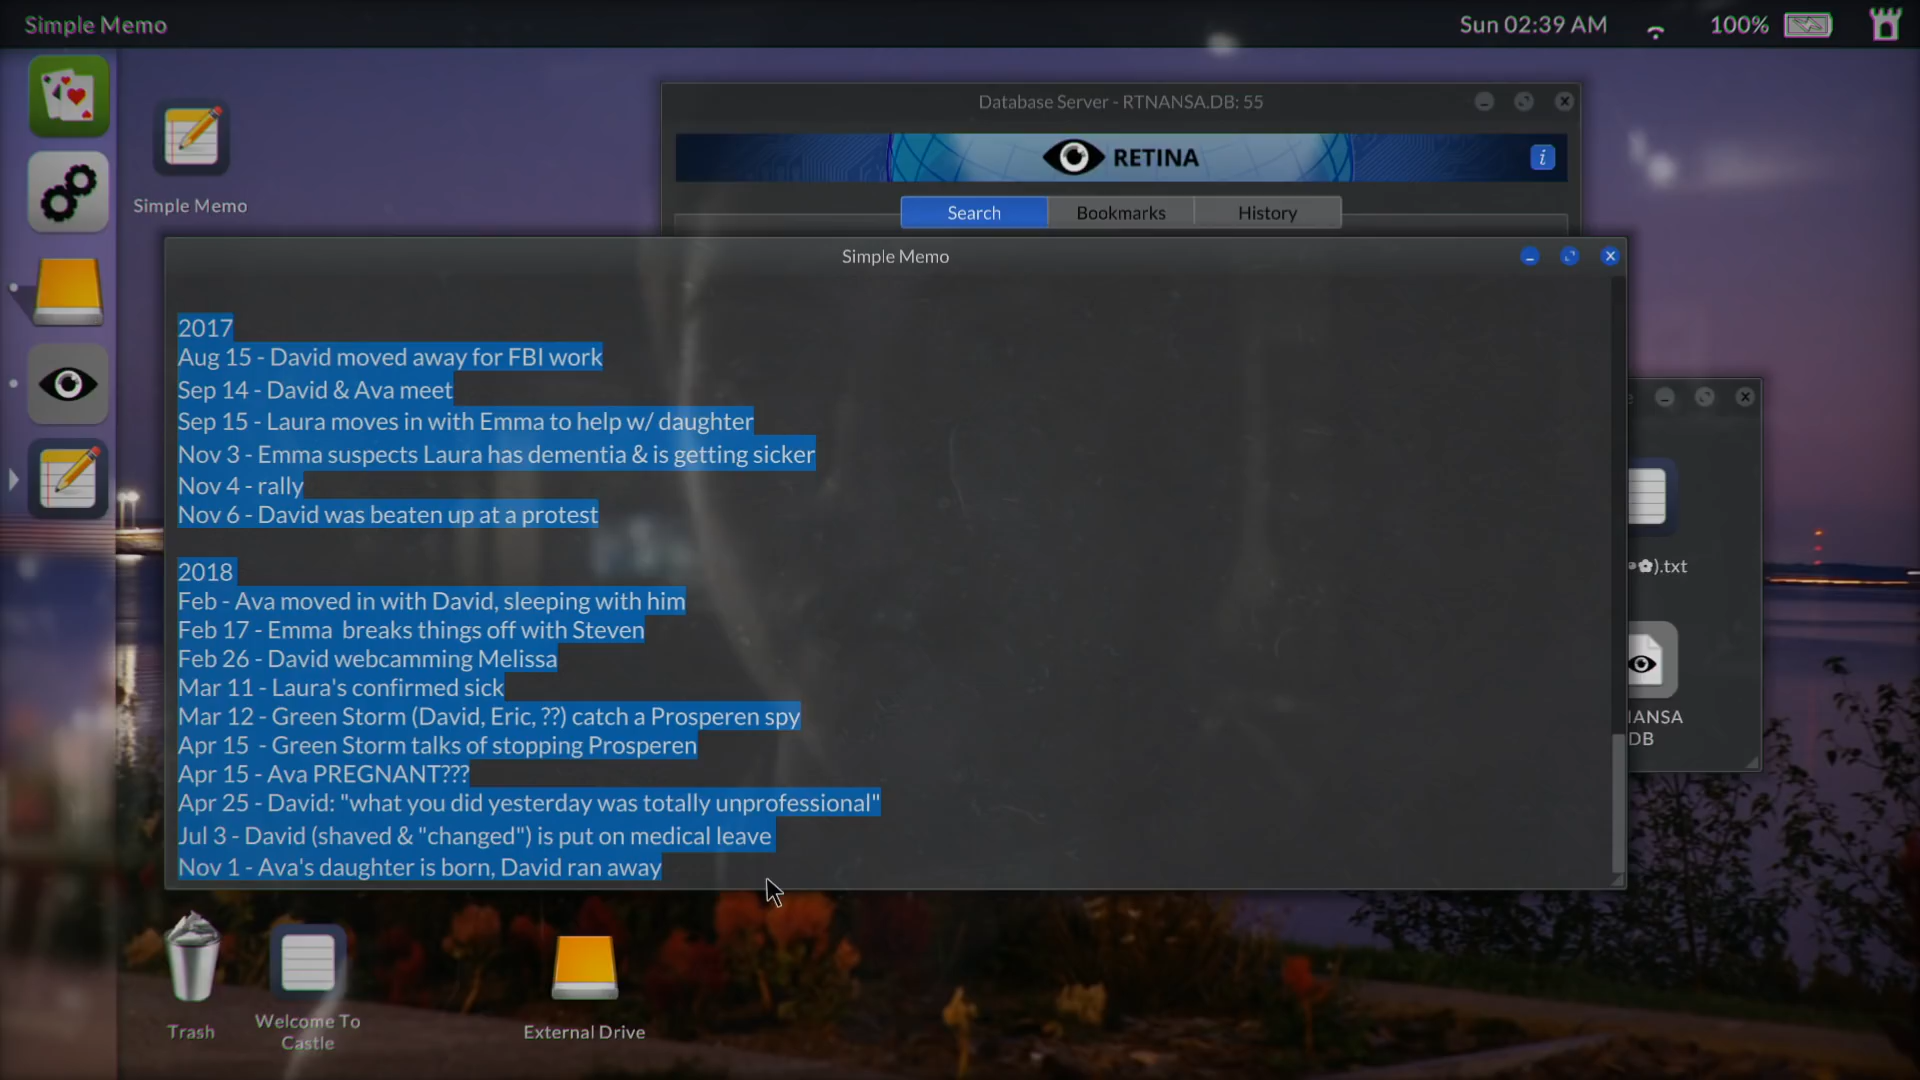 Simple Memo
Sun 02:39 AM
100%
Simple Memo
Database Server - RTNANSA.DB: 55
RETINA
i
Search
Bookmarks
History
Simple Memo
2017
Aug 15 - David moved away for FBI work
Sep 14 - David & Ava meet
Sep 15 - Laura moves in with Emma to help w/ daughter
Nov 3 - Emma suspects Laura has dementia & is getting sicker
Nov 4 - rally
Nov 6 - David was beaten up at a protest
2018
Feb - Ava moved in with David, sleeping with him
Feb 17 - Emma  breaks things off with Steven
Feb 26 - David webcamming Melissa
Mar 11 - Laura's confirmed sick
Mar 12 - Green Storm (David, Eric, ??) catch a Prosperen spy
Apr 15  - Green Storm talks of stopping Prosperen
Apr 15 - Ava PREGNANT???
Apr 25 - David: "what you did yesterday was totally unprofessional"
Jul 3 - David (shaved & "changed") is put on medical leave
Nov 1 - Ava's daughter is born, David ran away
✿).txt
IANSA
DB
Trash
Welcome To
Castle
External Drive